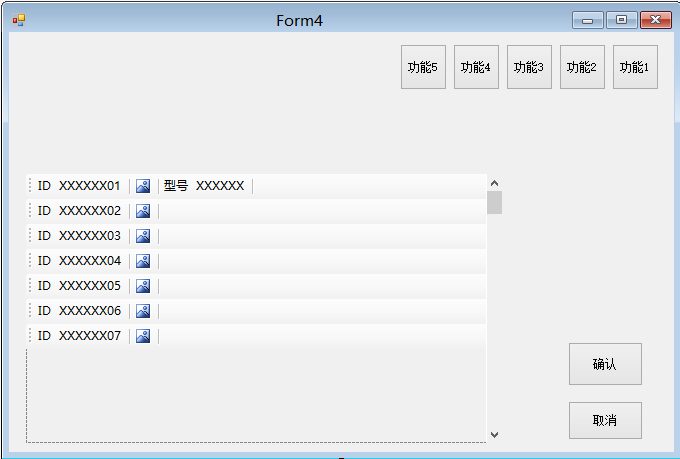 Form4
功能5 功能4 功能3 功能2 功能1
ID XXXXXX01 型号 XXXXXX
ID XXXXXX02
ID XXXXXX03
ID XXXXXX04
ID XXXXXX05
ID XXXXXX06
ID XXXXXX07
确认
取消